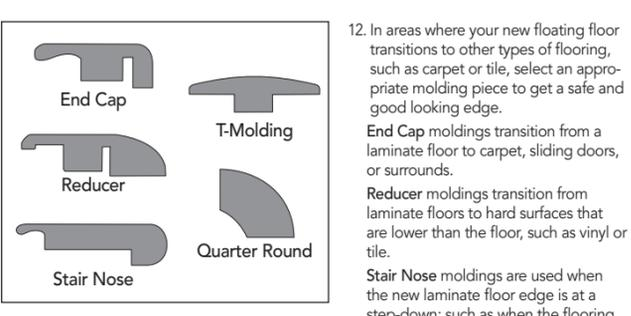 End Cap
T-Molding
Reducer
Quarter Round
Stair Nose
12. In areas where your new floating floor
transitions to other types of flooring,
such as carpet or tile, select an appro-
priate molding piece to get a safe and
good looking edge.
End Cap moldings transition from a
laminate floor to carpet, sliding doors,
or surrounds.
Reducer moldings transition from
laminate floors to hard surfaces that
are lower than the floor, such as vinyl or
tile.
Stair Nose moldings are used when
the new laminate floor edge is at a
step-down; such as when the flooring